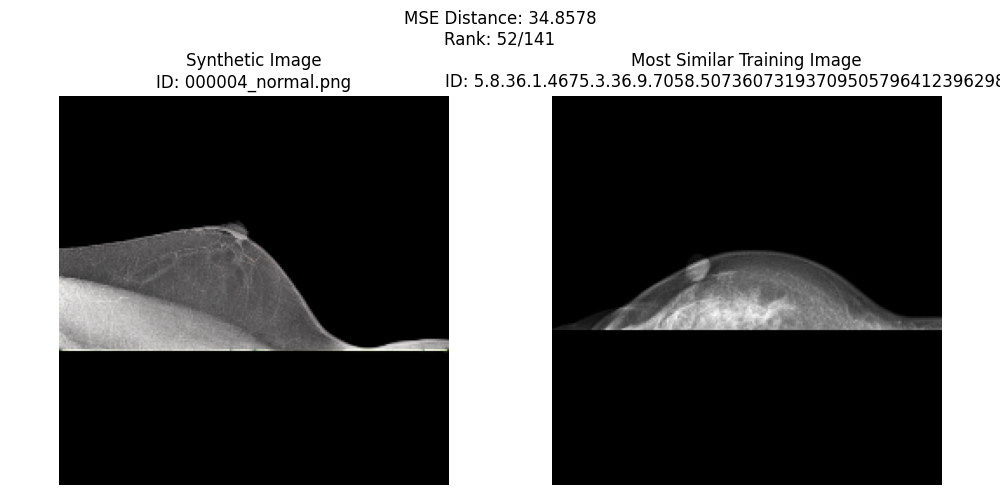 MSE Distance: 34.8578
Rank: 52/141
Synthetic Image
ID: 000004_normal.png
Most Similar Training Image
ID: 5.8.36.1.4675.3.36.9.7058.50736073193709505796412396298